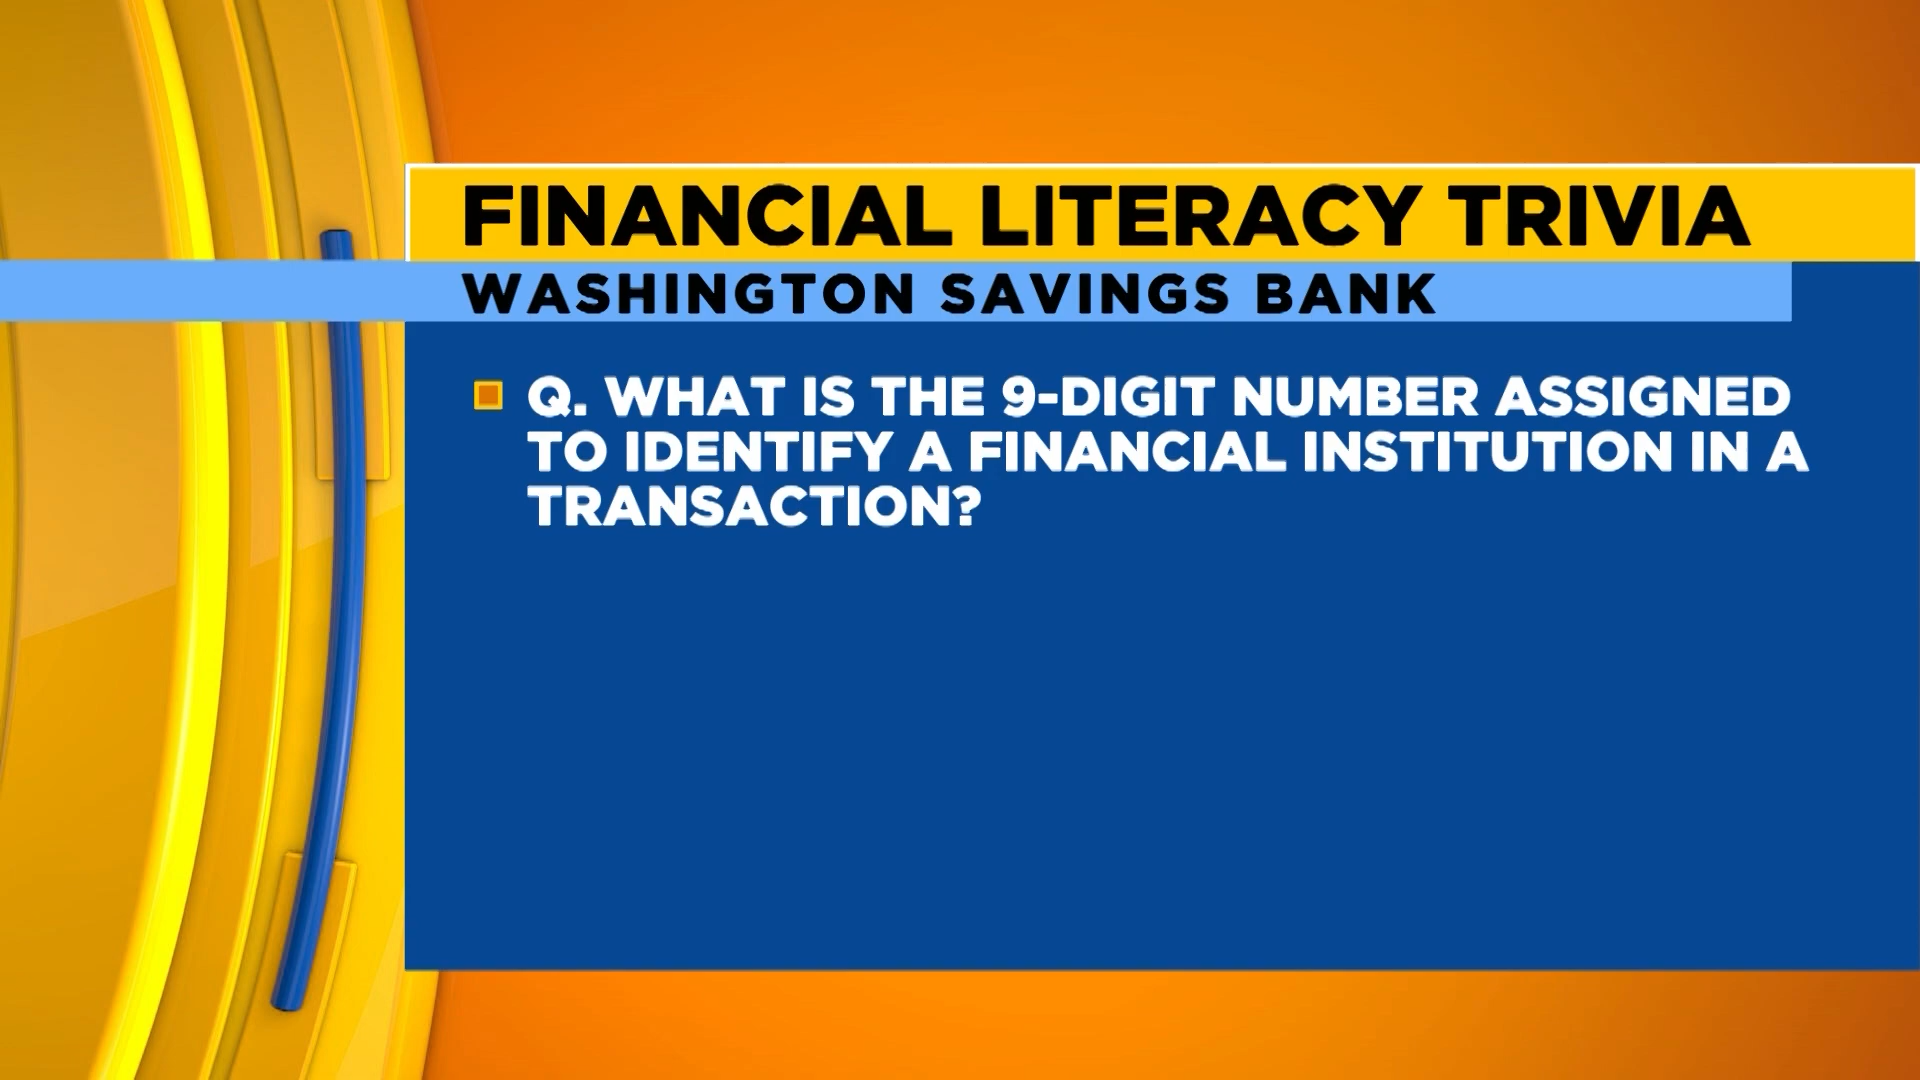 FINANCIAL LITERACY TRIVIA
WASHINGTON SAVINGS BANK
Q. WHAT IS THE 9-DIGIT NUMBER ASSIGNED
TO IDENTIFY A FINANCIAL INSTITUTION IN A
TRANSACTION?